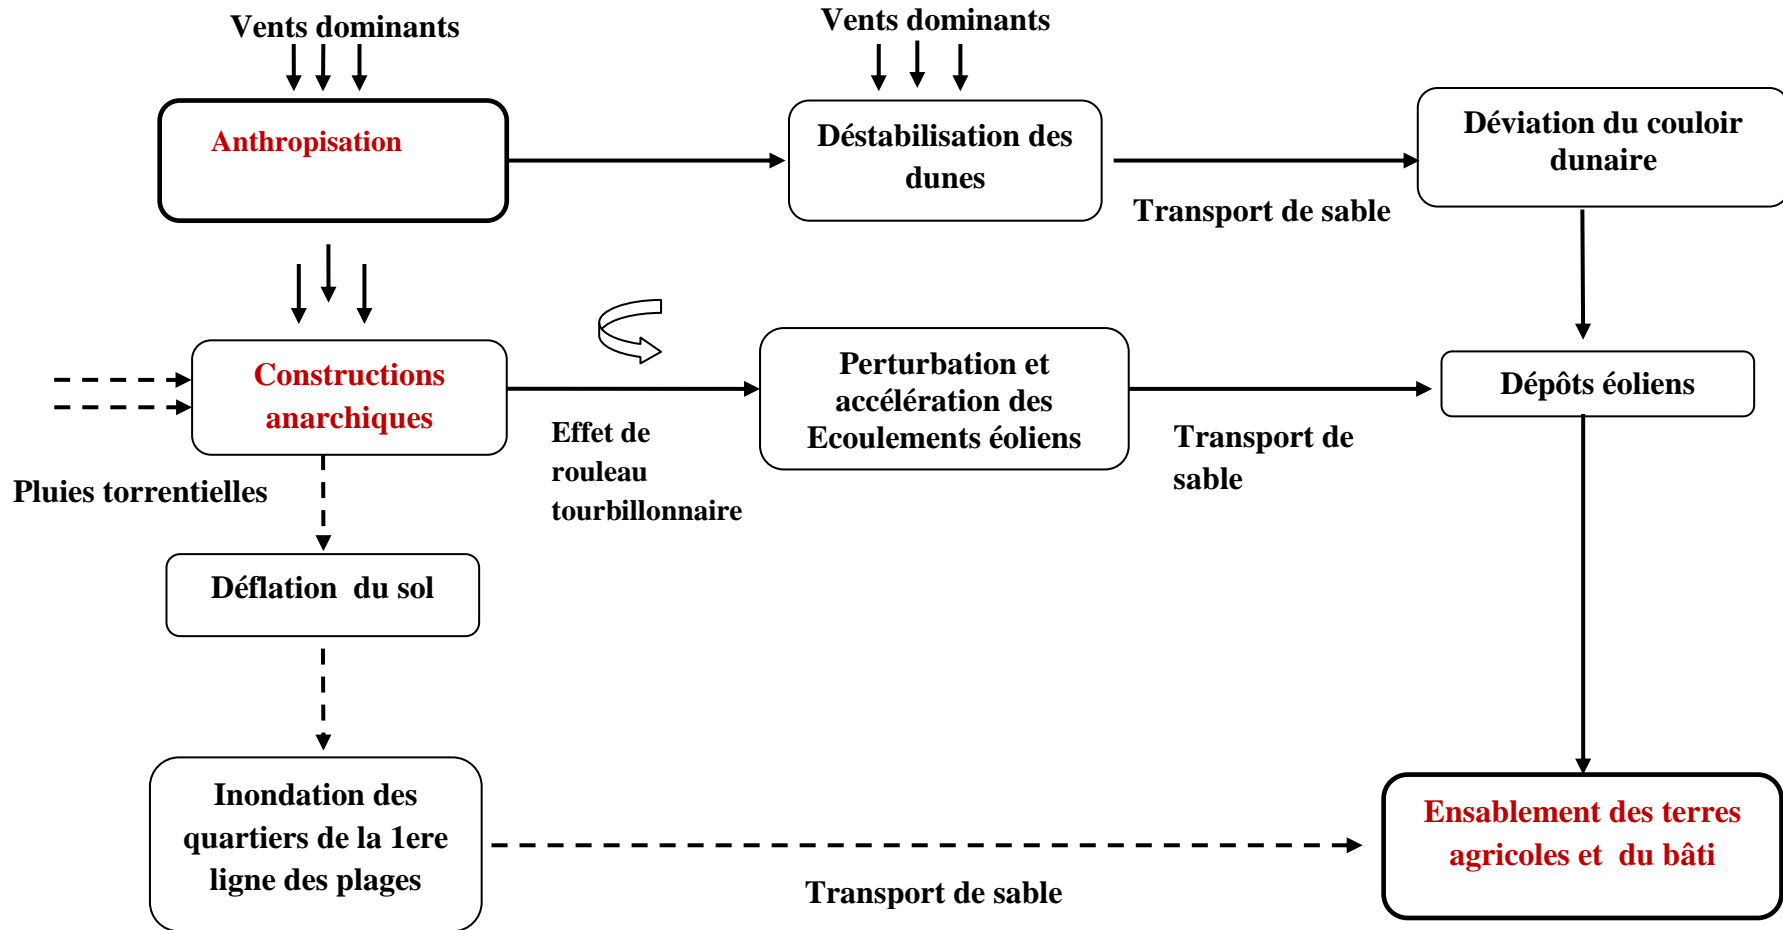 Vents dominants
Vents dominants
Anthropisation
Déstabilisation des
dunes
Déviation du couloir
dunaire
Transport de sable
Constructions
anarchiques
Perturbation et
accélération des
Ecoulements éoliens
Dépôts éoliens
Effet de
rouleau
tourbillonnaire
Transport de
sable
Pluies torrentielles
Déflation  du sol
Inondation des
quartiers de la 1ere
ligne des plages
Transport de sable
Ensablement des terres
agricoles et  du bâti